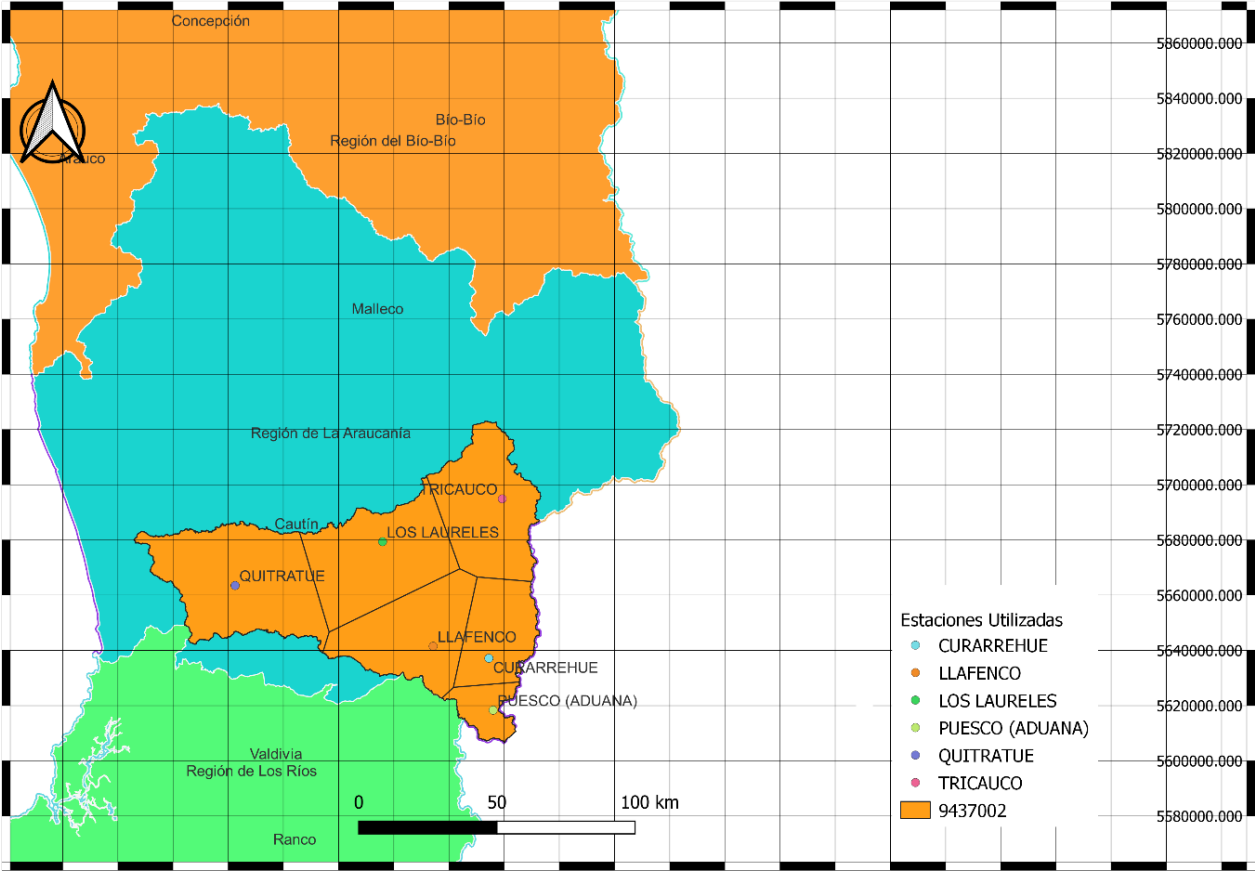 Concepción
5860000.000
5840000.000
Bío-Bío
Región del Bío-Bío
Arauco
5820000.000
5800000.000
5780000.000
Malleco
5760000.000
5740000.000
5720000.000
Región de La Araucanía
5700000.000
TRICAUCO
Cautín
LOS LAURELES
5680000.000
QUITRATUE
5660000.000
LLAFENCO
5640000.000
CURARREHUE
PUESCO (ADUANA)
5620000.000
Valdivia
Región de Los Ríos
5600000.000
0 50 100 km
5580000.000
Ranco
Estaciones Utilizadas
CURARREHUE
LLAFENCO
LOS LAURELES
PUESCO (ADUANA)
QUITRATUE
TRICAUCO
9437002